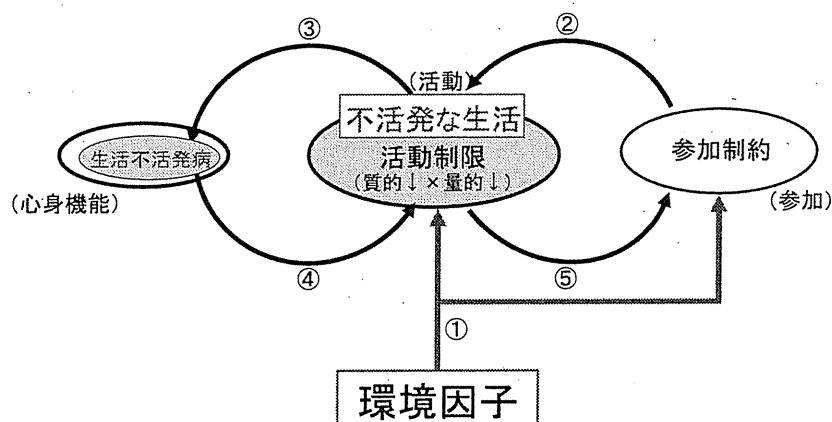 ③
②
(活動)
不活発な生活
生活不活発病
活動制限
(質的↓×量的↓)
参加制約
(心身機能)
(参加)
④
⑤
①
環境因子